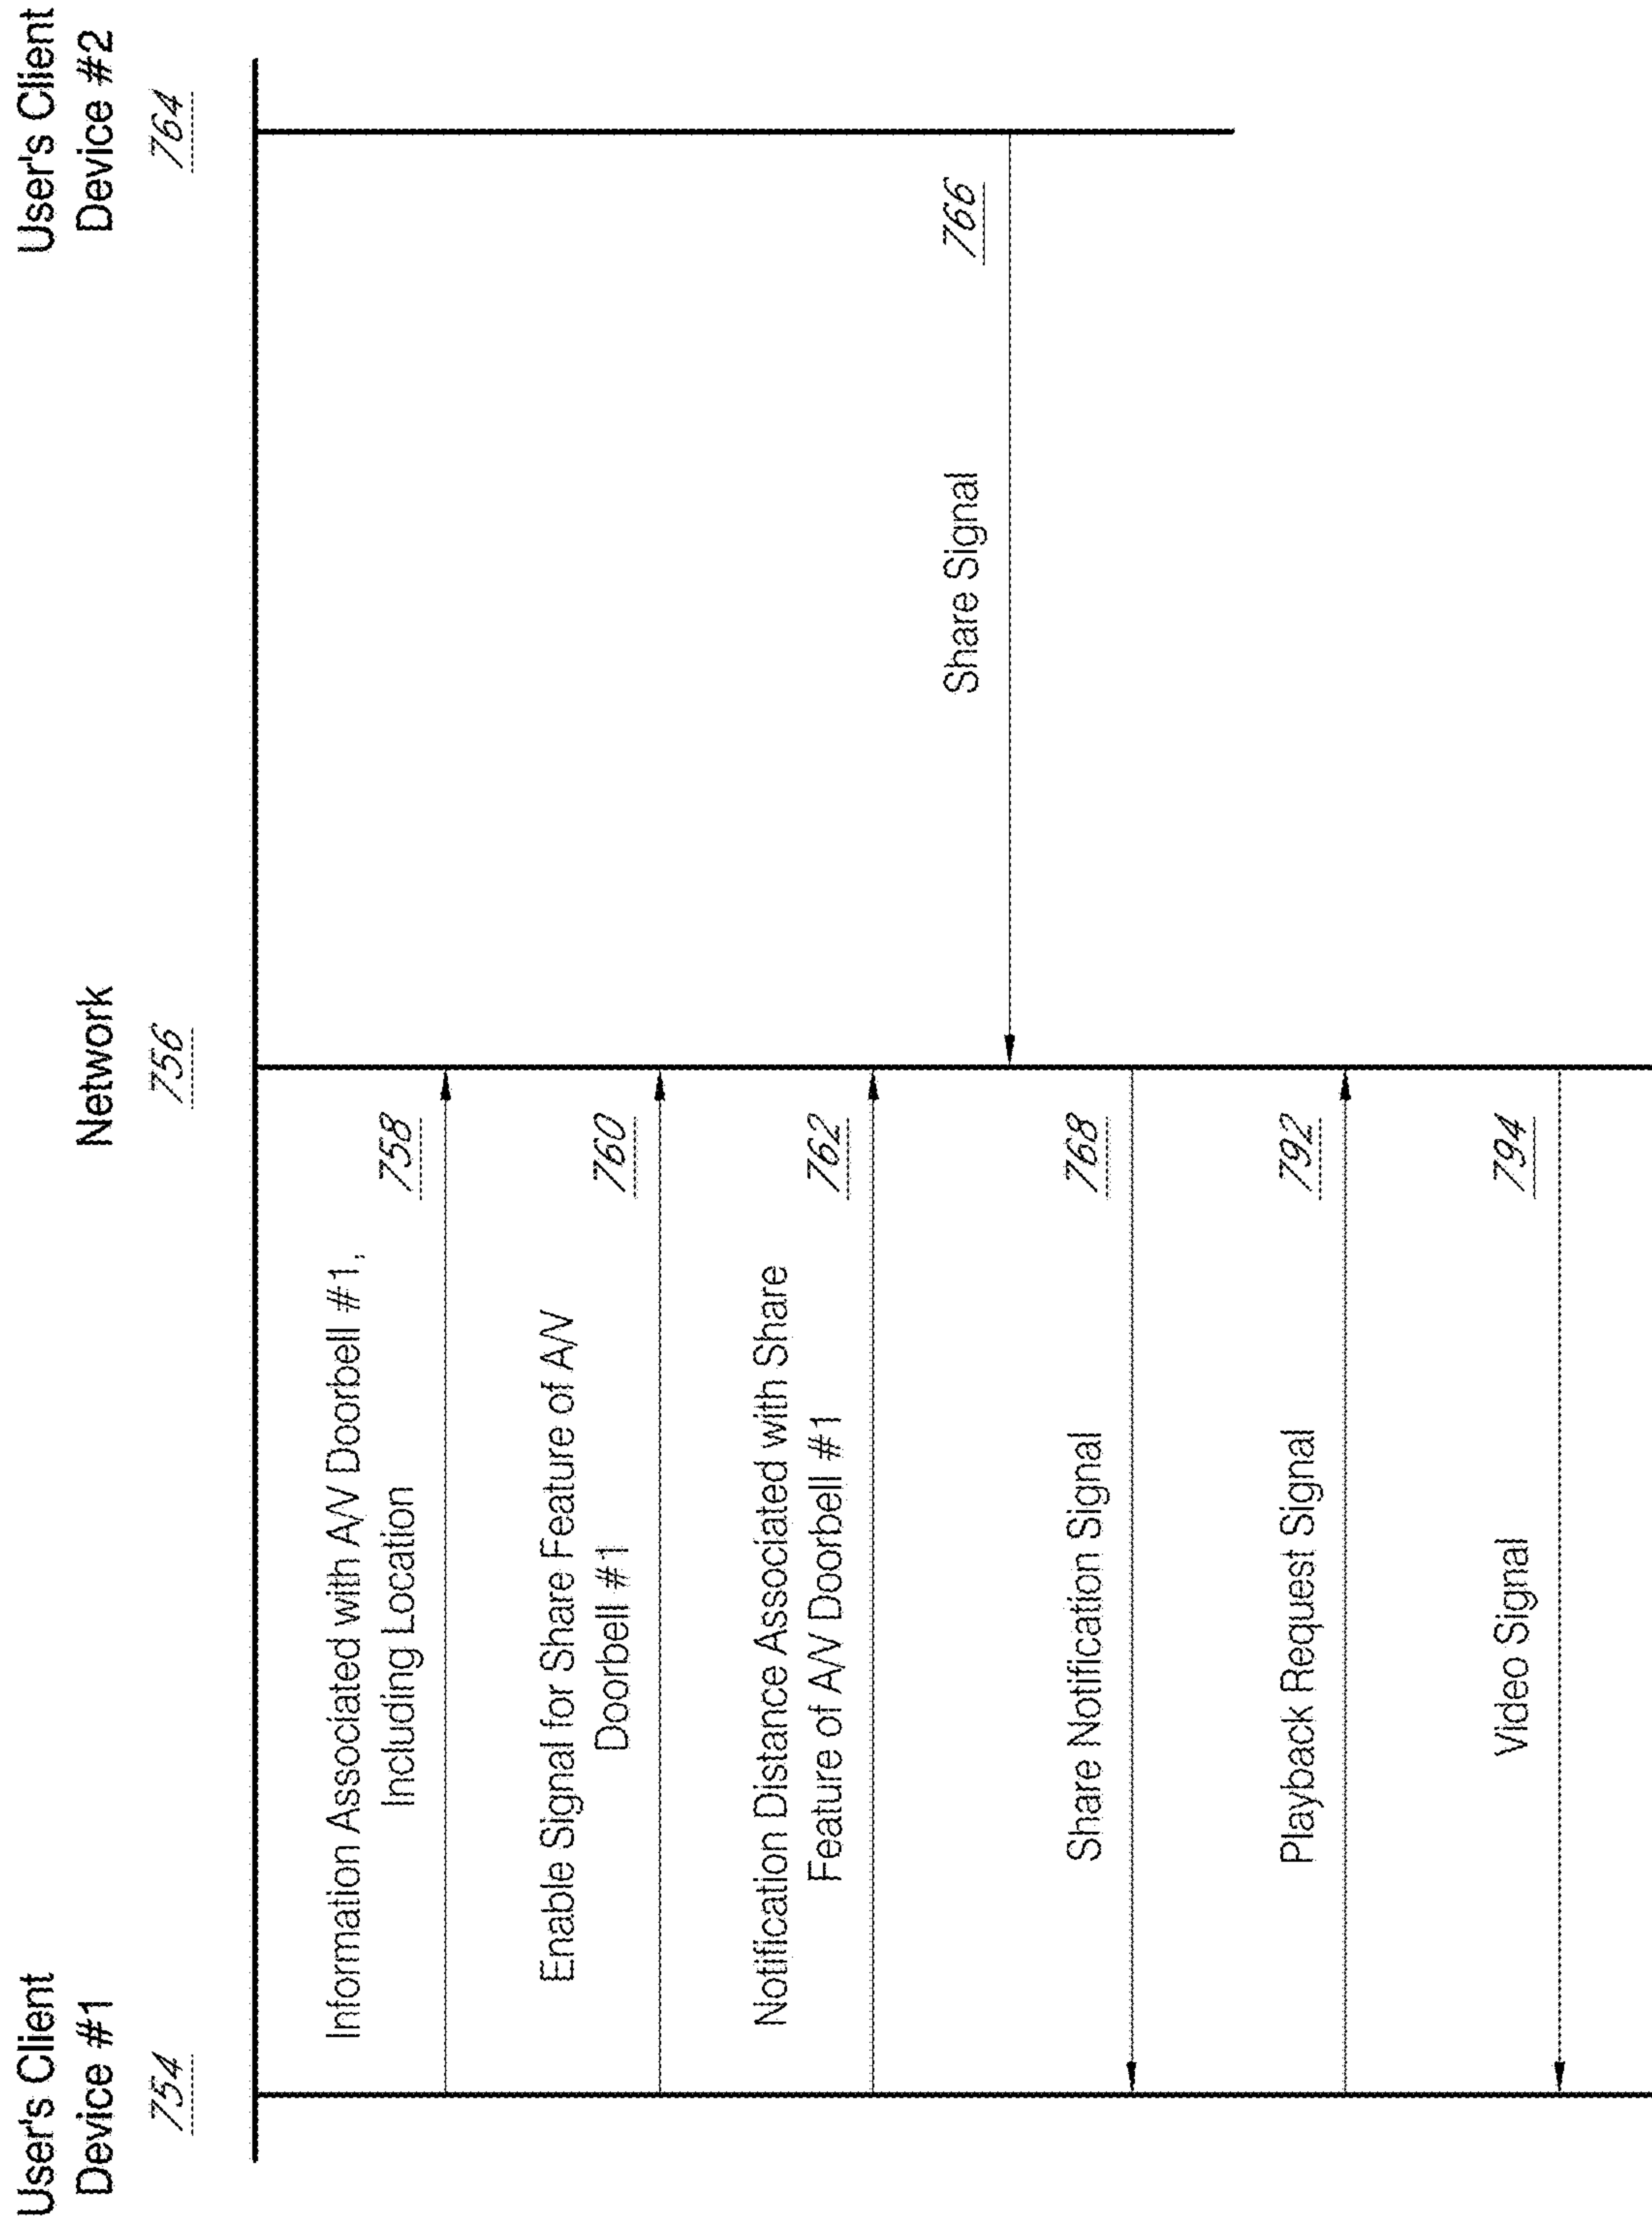 User's Client
Device #1
754
Network
756
User's Client
Device #2
764
Information Associated with A/V Doorbell #1,
Including Location
758
Enable Signal for Share Feature of A/V
Doorbell #1
760
Notification Distance Associated with Share
Feature of A/V Doorbell #1
762
Share Signal
766
Share Notification Signal
768
Playback Request Signal
792
Video Signal
794